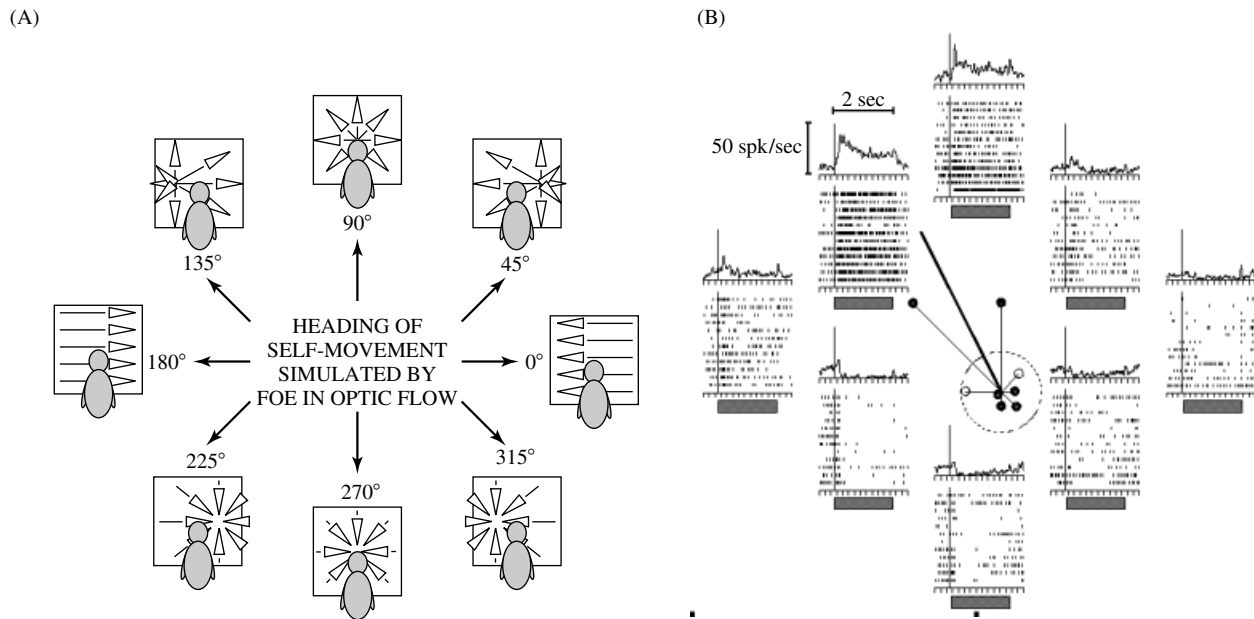 (A)
(B)
90°
135°
45°
180°
HEADING OF
SELF-MOVEMENT
SIMULATED BY
FOE IN OPTIC FLOW
0°
225°
270°
315°
2 sec
50 spk/sec